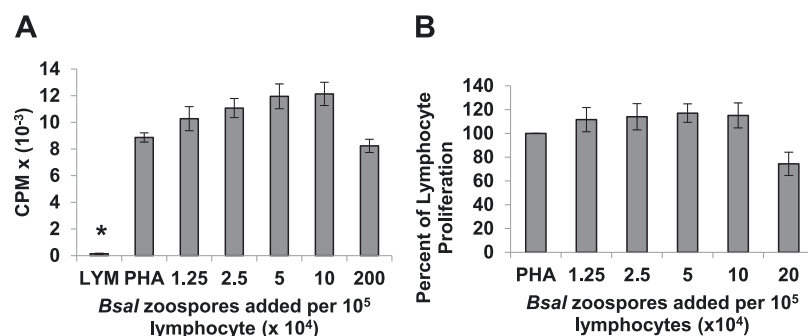 A
CPM x (10-3)
14
12
10
8
6
4
2
0
*
LYM PHA 1.25 2.5 5 10 200
Bsal zoospores added per 10⁵
lymphocyte (x 10⁴)
B
Percent of Lymphocyte
Proliferation
140
120
100
80
60
40
20
0
PHA 1.25 2.5 5 10 20
Bsal zoospores added per 10⁵
lymphocytes (x10⁴)